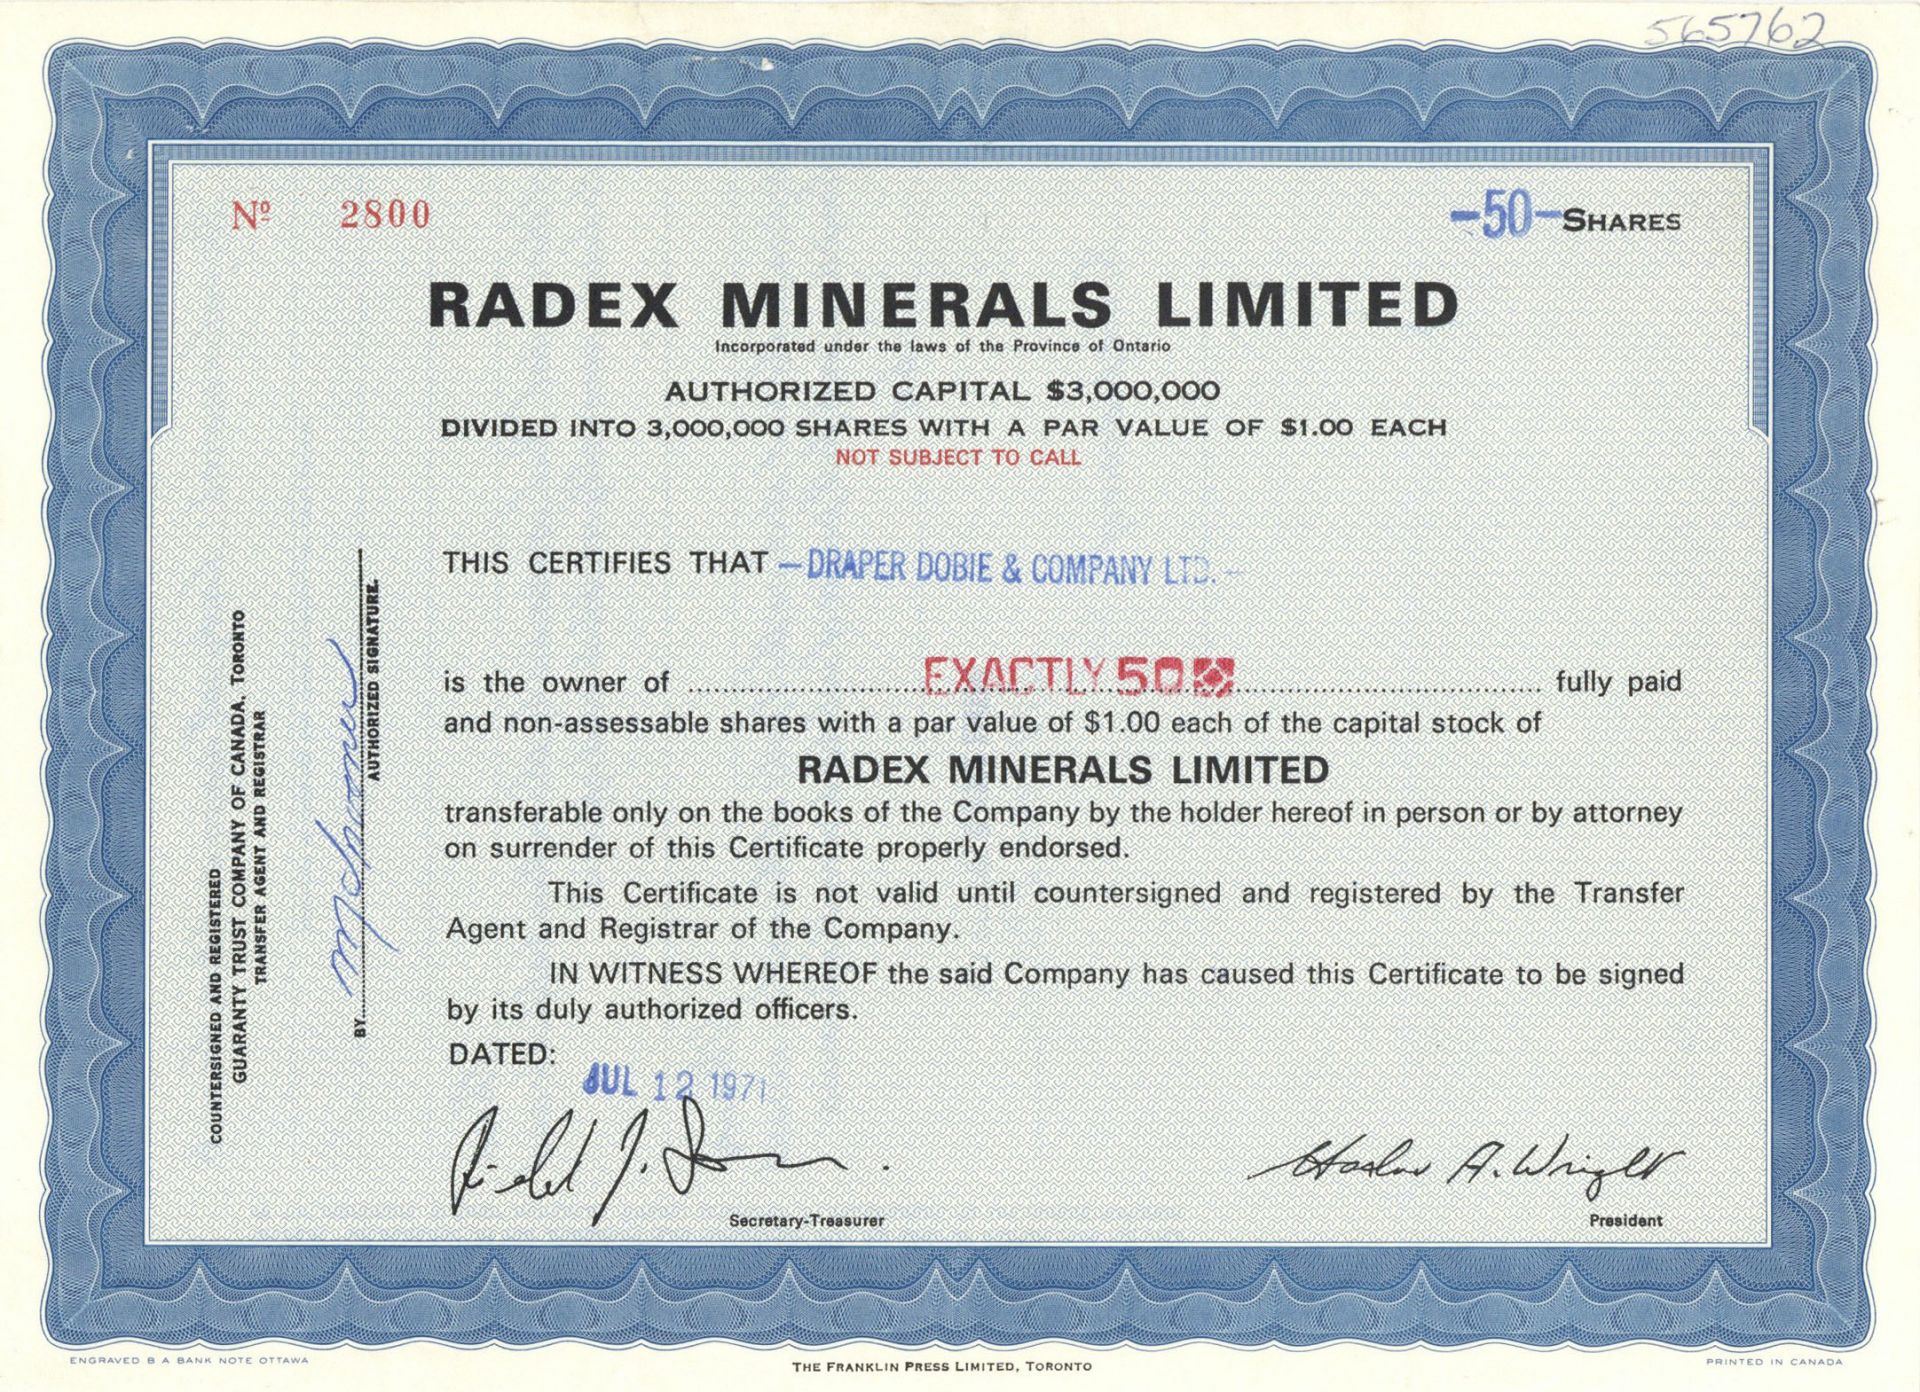 565762
Nº 2800
-50- SHARES
RADEX MINERALS LIMITED
Incorporated under the laws of the Province of Ontario
AUTHORIZED CAPITAL $3,000,000
DIVIDED INTO 3,000,000 SHARES WITH A PAR VALUE OF $1.00 EACH
NOT SUBJECT TO CALL
THIS CERTIFIES THAT -DRAPER DOBIE & COMPANY LTD.-
is the owner of EXACTLY 50 fully paid
and non-assessable shares with a par value of $1.00 each of the capital stock of
RADEX MINERALS LIMITED
transferable only on the books of the Company by the holder hereof in person or by attorney
on surrender of this Certificate properly endorsed.
This Certificate is not valid until countersigned and registered by the Transfer
Agent and Registrar of the Company.
IN WITNESS WHEREOF the said Company has caused this Certificate to be signed
by its duly authorized officers.
DATED:
JUL 12 1971
COUNTERSIGNED AND REGISTERED
GUARANTY TRUST COMPANY OF CANADA, TORONTO
TRANSFER AGENT AND REGISTRAR
BY
AUTHORIZED SIGNATURE.
A. Wright
Secretary-Treasurer
President
ENGRAVED B A BANK NOTE OTTAWA
THE FRANKLIN PRESS LIMITED, TORONTO
PRINTED IN CANADA